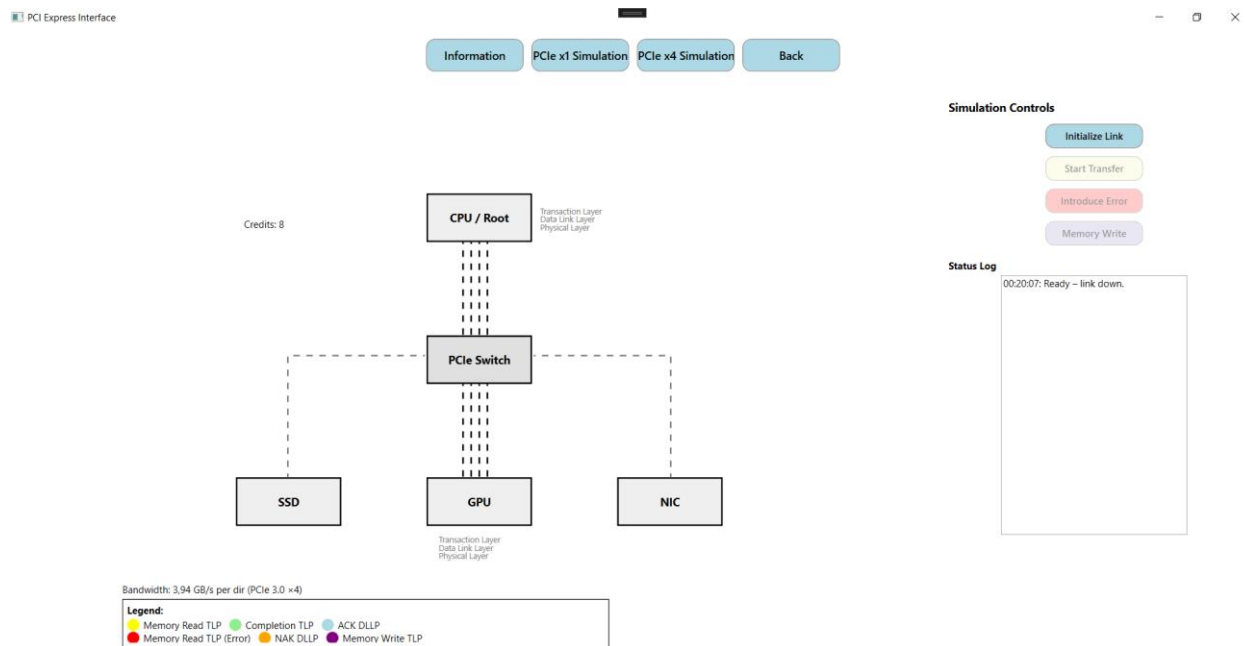 PCI Express Interface
Information
PCIe x1 Simulation
PCIe x4 Simulation
Back
Simulation Controls
Initialize Link
Start Transfer
Introduce Error
Memory Write
Credits: 8
CPU / Root
Transaction Layer
Data Link Layer
Physical Layer
Status Log
00:20:07: Ready – link down.
PCIe Switch
SSD
GPU
NIC
Transaction Layer
Data Link Layer
Physical Layer
Bandwidth: 3,94 GB/s per dir (PCIe 3.0 ×4)
Legend:
Memory Read TLP
Completion TLP
ACK DLLP
Memory Read TLP (Error)
NAK DLLP
Memory Write TLP